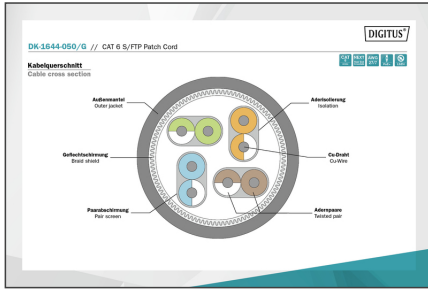 DIGITUS®
DK-1644-050/G // CAT 6 S/FTP Patch Cord
Kabelquerschnitt
Cable cross section
Außenmantel
Outer jacket
Aderisolierung
Isolation
Geflechtschirmung
Braid shield
Cu-Draht
Cu-Wire
Paarabschirmung
Pair screen
Adernpaare
Twisted pair